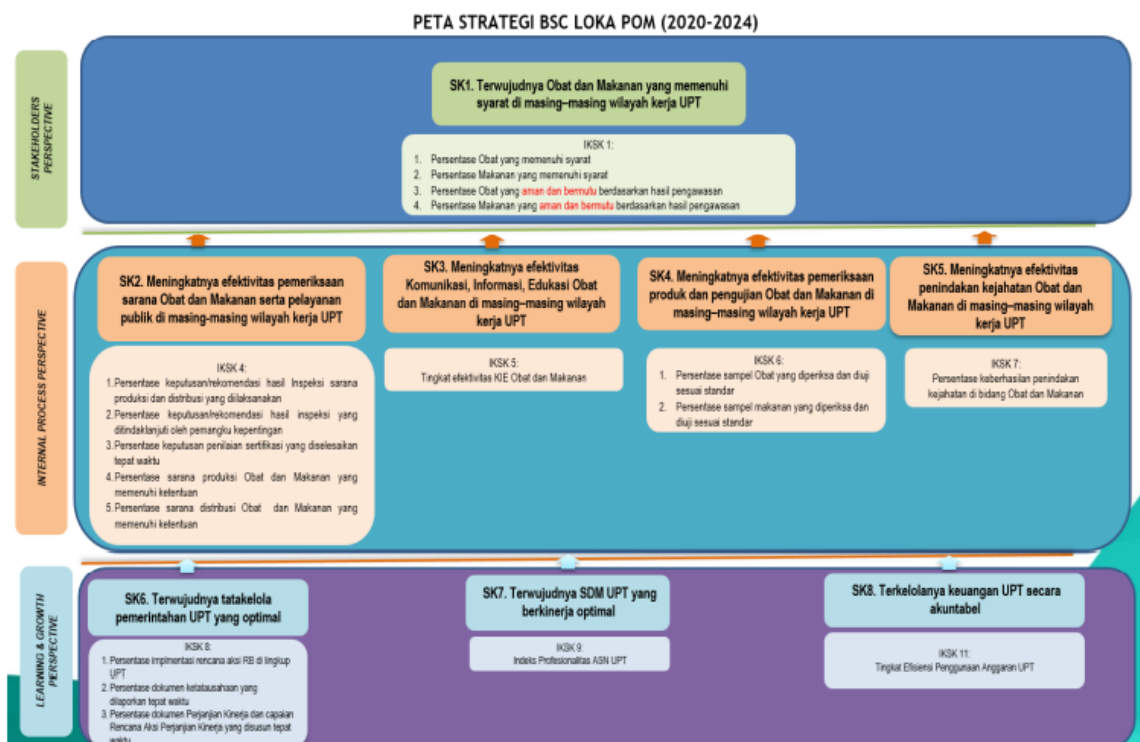 PETA STRATEGI BSC LOKA POM (2020-2024)
STAKEHOLDERS
PERSPECTIVE
SK1. Terwujudnya Obat dan Makanan yang memenuhi
syarat di masing–masing wilayah kerja UPT
IKSK 1:
1. Persentase Obat yang memenuhi syarat
2. Persentase Makanan yang memenuhi syarat
3. Persentase Obat yang aman dan bermutu berdasarkan hasil pengawasan
4. Persentase Makanan yang aman dan bermutu berdasarkan hasil pengawasan
INTERNAL PROCESS PERSPECTIVE
SK2. Meningkatnya efektivitas pemeriksaan
sarana Obat dan Makanan serta pelayanan
publik di masing-masing wilayah kerja UPT
IKSK 4:
1. Persentase keputusan/rekomendasi hasil Inspeksi sarana
produksi dan distribusi yang dilaksanakan
2. Persentase keputusan/rekomendasi hasil inspeksi yang
ditindaklanjuti oleh pemangku kepentingan
3. Persentase keputusan penilaian sertifikasi yang diselesaikan
tepat waktu
4. Persentase sarana produksi Obat dan Makanan yang
memenuhi ketentuan
5. Persentase sarana distribusi Obat dan Makanan yang
memenuhi ketentuan
SK3. Meningkatnya efektivitas
Komunikasi, Informasi, Edukasi Obat
dan Makanan di masing–masing wilayah
kerja UPT
IKSK 5:
Tingkat efektivitas KIE Obat dan Makanan
SK4. Meningkatnya efektivitas pemeriksaan
produk dan pengujian Obat dan Makanan di
masing–masing wilayah kerja UPT
IKSK 6:
1. Persentase sampel Obat yang diperiksa dan diuji
sesuai standar
2. Persentase sampel makanan yang diperiksa dan
diuji sesuai standar
SK5. Meningkatnya efektivitas
penindakan kejahatan Obat dan
Makanan di masing–masing wilayah
kerja UPT
IKSK 7:
Persentase keberhasilan penindakan
kejahatan di bidang Obat dan Makanan
LEARNING & GROWTH
PERSPECTIVE
SK6. Terwujudnya tatakelola
pemerintahan UPT yang optimal
IKSK 8:
1. Persentase implmentasi rencana aksi RB di lingkup
UPT
2. Persentase dokumen ketatausahaan yang
dilaporkan tepat waktu
3. Persentase dokumen Perjanjian Kinerja dan capaian
Rencana Aksi Perjanjian Kinerja yang disusun tepat
waktu
SK7. Terwujudnya SDM UPT yang
berkinerja optimal
IKSK 9:
Indeks Profesionalitas ASN UPT
SK8. Terkelolanya keuangan UPT secara
akuntabel
IKSK 11:
Tingkat Efisiensi Penggunaan Anggaran UPT